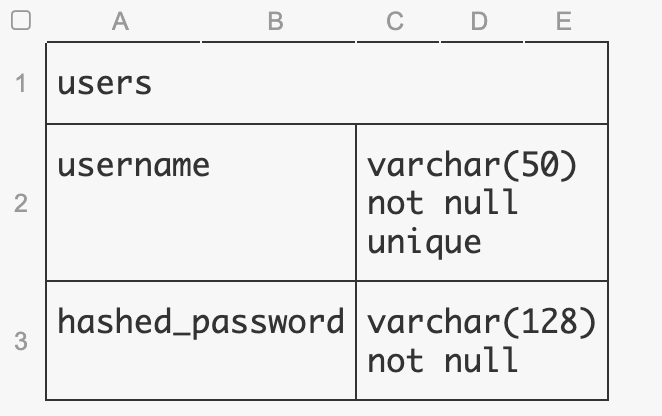 A B C D E
1 users
2 username varchar(50)
not null
unique
3 hashed_password varchar(128)
not null